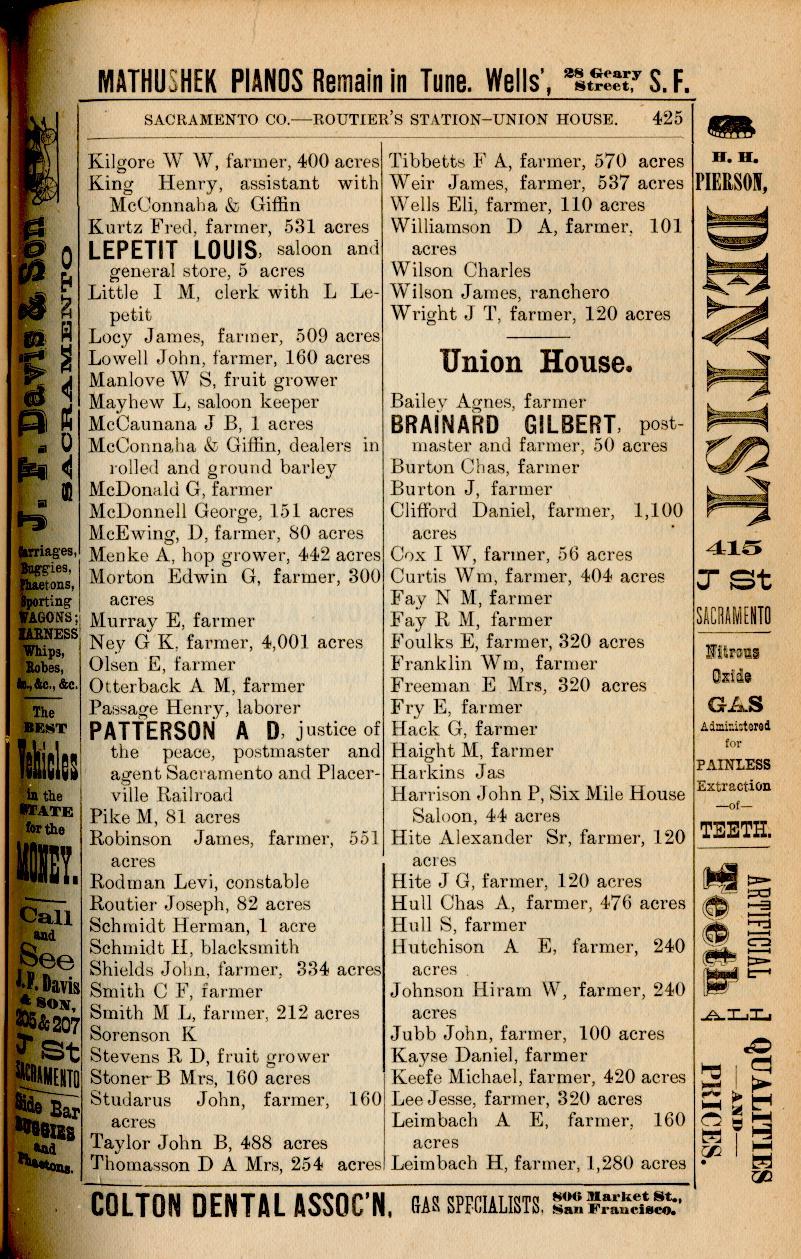 MATHUSHEK PIANOS Remain in Tune. Wells', 28 Geary Street, S. F.
SACRAMENTO CO.—ROUTIER'S STATION–UNION HOUSE. 425
Kilgore W W, farmer, 400 acres
King Henry, assistant with
McConnaha & Giffin
Kurtz Fred, farmer, 531 acres
LEPETIT LOUIS, saloon and
general store, 5 acres
Little I M, clerk with L Le-
petit
Locy James, farmer, 509 acres
Lowell John, farmer, 160 acres
Manlove W S, fruit grower
Mayhew L, saloon keeper
McCaunana J B, 1 acres
McConnaha & Giffin, dealers in
rolled and ground barley
McDonald G, farmer
McDonnell George, 151 acres
McEwing, D, farmer, 80 acres
Menke A, hop grower, 442 acres
Morton Edwin G, farmer, 300
acres
Murray E, farmer
Ney G K, farmer, 4,001 acres
Olsen E, farmer
Otterback A M, farmer
Passage Henry, laborer
PATTERSON A D, justice of
the peace, postmaster and
agent Sacramento and Placer-
ville Railroad
Pike M, 81 acres
Robinson James, farmer, 551
acres
Rodman Levi, constable
Routier Joseph, 82 acres
Schmidt Herman, 1 acre
Schmidt H, blacksmith
Shields John, farmer, 334 acres
Smith C F, farmer
Smith M L, farmer, 212 acres
Sorenson K
Stevens R D, fruit grower
Stoner B Mrs, 160 acres
Studarus John, farmer, 160
acres
Taylor John B, 488 acres
Thomasson D A Mrs, 254 acres
Tibbetts F A, farmer, 570 acres
Weir James, farmer, 537 acres
Wells Eli, farmer, 110 acres
Williamson D A, farmer, 101
acres
Wilson Charles
Wilson James, ranchero
Wright J T, farmer, 120 acres
Union House.
Bailey Agnes, farmer
BRAINARD GILBERT, post-
master and farmer, 50 acres
Burton Chas, farmer
Burton J, farmer
Clifford Daniel, farmer, 1,100
acres
Cox I W, farmer, 56 acres
Curtis Wm, farmer, 404 acres
Fay N M, farmer
Fay R M, farmer
Foulks E, farmer, 320 acres
Franklin Wm, farmer
Freeman E Mrs, 320 acres
Fry E, farmer
Hack G, farmer
Haight M, farmer
Harkins Jas
Harrison John P, Six Mile House
Saloon, 44 acres
Hite Alexander Sr, farmer, 120
acres
Hite J G, farmer, 120 acres
Hull Chas A, farmer, 476 acres
Hull S, farmer
Hutchison A E, farmer, 240
acres
Johnson Hiram W, farmer, 240
acres
Jubb John, farmer, 100 acres
Kayse Daniel, farmer
Keefe Michael, farmer, 420 acres
Lee Jesse, farmer, 320 acres
Leimbach A E, farmer, 160
acres
Leimbach H, farmer, 1,280 acres
SACRAMENTO
Carriages,
Buggies,
Phaetons,
Sporting
WAGONS;
HARNESS
Whips,
Robes,
&c., &c., &c.
The
BEST
Vehicles
in the
STATE
for the
MONEY.
Call
and
See
J.F. Davis
& SON,
205 & 207
J St
SACRAMENTO
Side Bar
BUGGIES
and
Phaetons.
H. H.
PIERSON,
DENTIST
415
J St
SACRAMENTO
Nitrous
Oxide
GAS
Administered
for
PAINLESS
Extraction
—of—
TEETH.
ARTIFICIAL
Teeth
ALL
QUALITIES
—AND—
PRICES.
COLTON DENTAL ASSOC'N, GAS SPECIALISTS, 806 Market St., San Francisco.